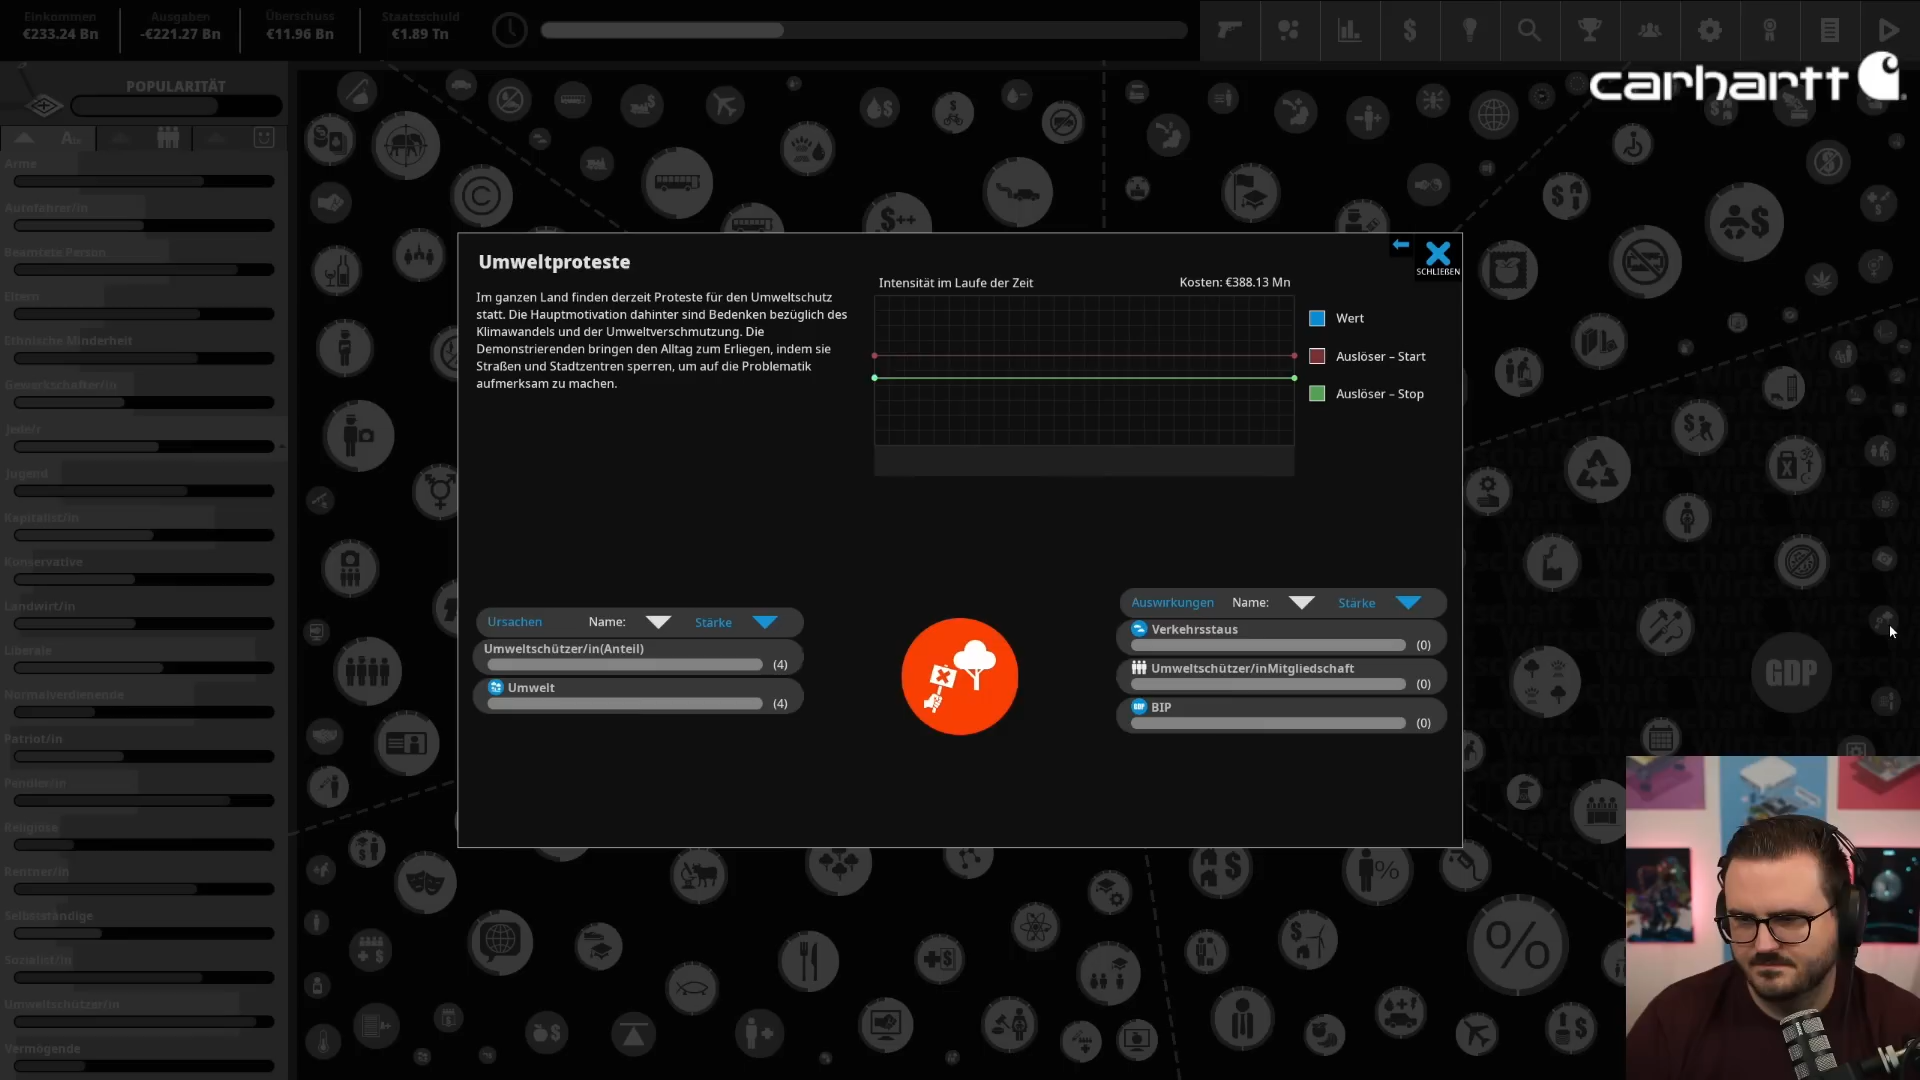 Einkommen
€233.24 Bn
Ausgaben
-€221.27 Bn
Überschuss
€11.96 Bn
Staatsschuld
€1.89 Tn
carhartt
POPULARITÄT
Arme
Autofahrer/in
Beamtete Person
Eltern
Ethnische Minderheit
Gewerkschafter/in
Jede/r
Jugend
Kapitalist/in
Konservative
Landwirt/in
Liberale
Normalverdienende
Patriot/in
Pendler/in
Religiöse
Rentner/in
Selbstständige
Sozialist/in
Umweltschützer/in
Vermögende
Umweltproteste
SCHLIEßEN
Im ganzen Land finden derzeit Proteste für den Umweltschutz
statt. Die Hauptmotivation dahinter sind Bedenken bezüglich des
Klimawandels und der Umweltverschmutzung. Die
Demonstrierenden bringen den Alltag zum Erliegen, indem sie
Straßen und Stadtzentren sperren, um auf die Problematik
aufmerksam zu machen.
Intensität im Laufe der Zeit
Kosten: €388.13 Mn
Wert
Auslöser – Start
Auslöser – Stop
Ursachen Name: Stärke
Umweltschützer/in(Anteil)
(4)
Umwelt
(4)
Auswirkungen Name: Stärke
Verkehrsstaus
(0)
Umweltschützer/inMitgliedschaft
(0)
BIP
(0)
GDP